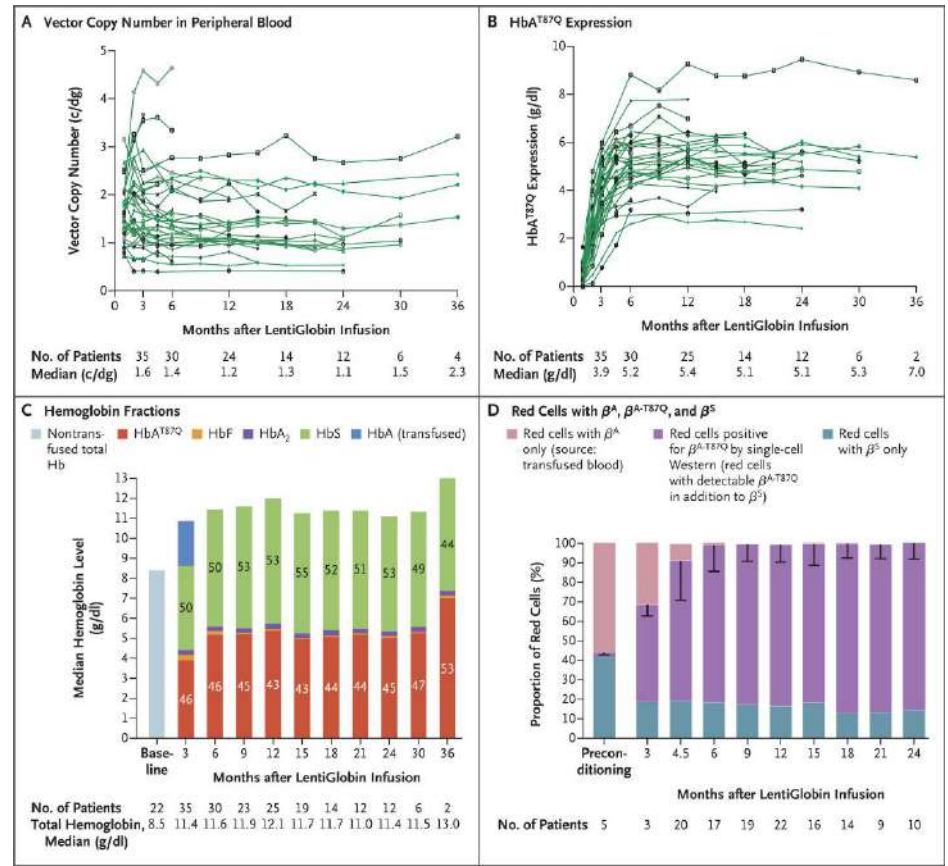 A Vector Copy Number in Peripheral Blood
Vector Copy Number (c/dg)
5
4
3
2
1
0
0 3 6 12 18 24 30 36
Months after LentiGlobin Infusion
No. of Patients 35 30 24 14 12 6 4
Median (c/dg) 1.6 1.4 1.2 1.3 1.1 1.5 2.3
B HbA^T87Q Expression
HbA^T87Q Expression (g/dl)
10
8
6
4
2
0
0 3 6 12 18 24 30 36
Months after LentiGlobin Infusion
No. of Patients 35 30 25 14 12 6 2
Median (g/dl) 3.9 5.2 5.4 5.1 5.1 5.3 7.0
C Hemoglobin Fractions
Nontrans-
fused total
Hb
HbA^T87Q
HbF
HbA₂
HbS
HbA (transfused)
Median Hemoglobin Level
(g/dl)
13
12
11
10
9
8
7
6
5
4
3
2
1
0
50 50 53 53 55 52 51 53 49 44
46 46 45 43 43 44 44 45 47 53
Base-
line
3 6 9 12 15 18 21 24 30 36
Months after LentiGlobin Infusion
No. of Patients 22 35 30 23 25 19 14 12 12 6 2
Total Hemoglobin, 8.5 11.4 11.6 11.9 12.1 11.7 11.7 11.0 11.4 11.5 13.0
Median (g/dl)
D Red Cells with β^A, β^A-T87Q, and β^S
Red cells with β^A
only (source:
transfused blood)
Red cells positive
for β^A-T87Q by single-cell
Western (red cells
with detectable β^A-T87Q
in addition to β^S)
Red cells
with β^S only
Proportion of Red Cells (%)
100
90
80
70
60
50
40
30
20
10
0
Precon-
ditioning
3 4.5 6 9 12 15 18 21 24
Months after LentiGlobin Infusion
No. of Patients 5 3 20 17 19 22 16 14 9 10